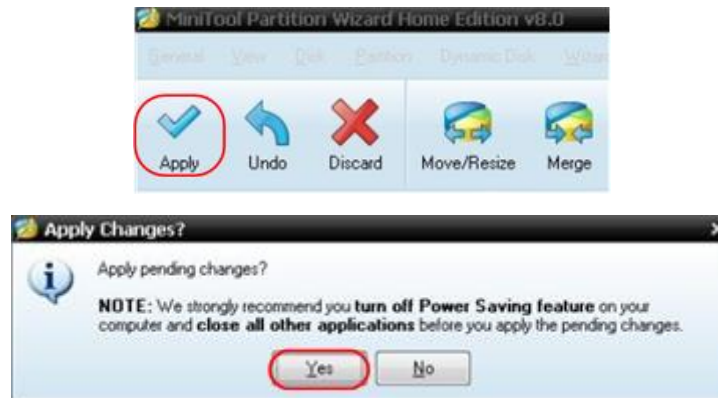 MiniTool Partition Wizard Home Edition v8.0
General View Disk Partition Dynamic Disk
Apply Undo Discard Move/Resize Merge
Apply Changes?
Apply pending changes?
NOTE: We strongly recommend you turn off Power Saving feature on your
computer and close all other applications before you apply the pending changes.
Yes No